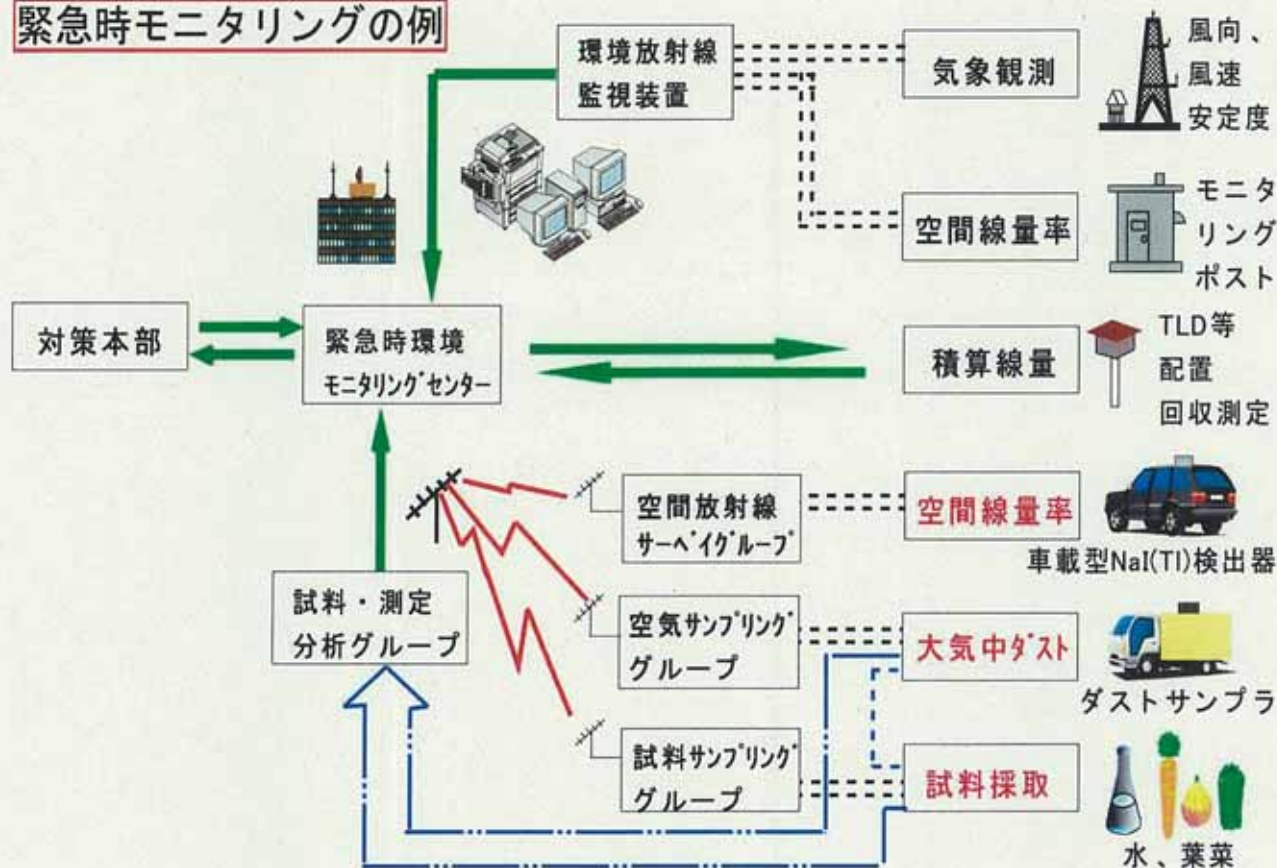 緊急時モニタリングの例
環境放射線
監視装置
気象観測
風向、
風速
安定度
空間線量率
モニタ
リング
ポスト
対策本部
緊急時環境
モニタリングセンター
積算線量
TLD等
配置
回収測定
空間放射線
サーベイグループ
空間線量率
車載型NaI(Tl)検出器
試料・測定
分析グループ
空気サンプリング
グループ
大気中ダスト
ダストサンプラ
試料サンプリング
グループ
試料採取
水、葉菜